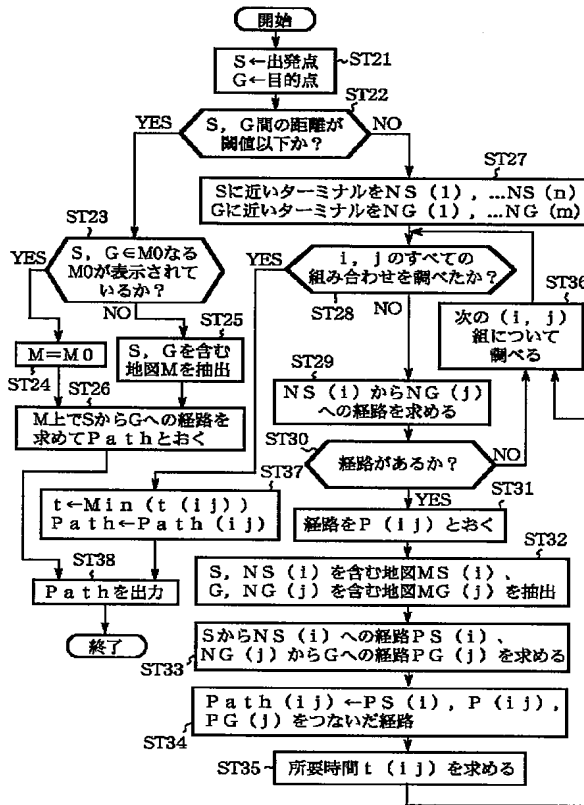 開始
S←出発点
G←目的点
ST21
ST22
S, G間の距離が
閾値以下か?
YES
NO
ST27
Sに近いターミナルをNS (1) , ...NS (n)
Gに近いターミナルをNG (1) , ...NG (m)
ST23
S, G∈M0なる
M0が表示されて
いるか?
YES
NO
i, jのすべての
組み合わせを調べたか?
YES
ST28
NO
ST36
次の (i, j)
組について
調べる
M=M0
ST24
ST25
S, Gを含む
地図Mを抽出
ST26
M上でSからGへの経路を
求めてPathとおく
ST29
NS (i) からNG (j)
への経路を求める
ST30
経路があるか?
NO
YES
ST37
t←Min (t (ij) )
Path←Path (ij)
ST31
経路をP (ij) とおく
ST32
S, NS (i) を含む地図MS (i) 、
G, NG (j) を含む地図MG (j) を抽出
ST38
Pathを出力
終了
SからNS (i) への経路PS (i) 、
NG (j) からGへの経路PG (j) を求める
ST33
Path (ij) ←PS (i) , P (ij) ,
PG (j) をつないだ経路
ST34
ST35
所要時間t (ij) を求める